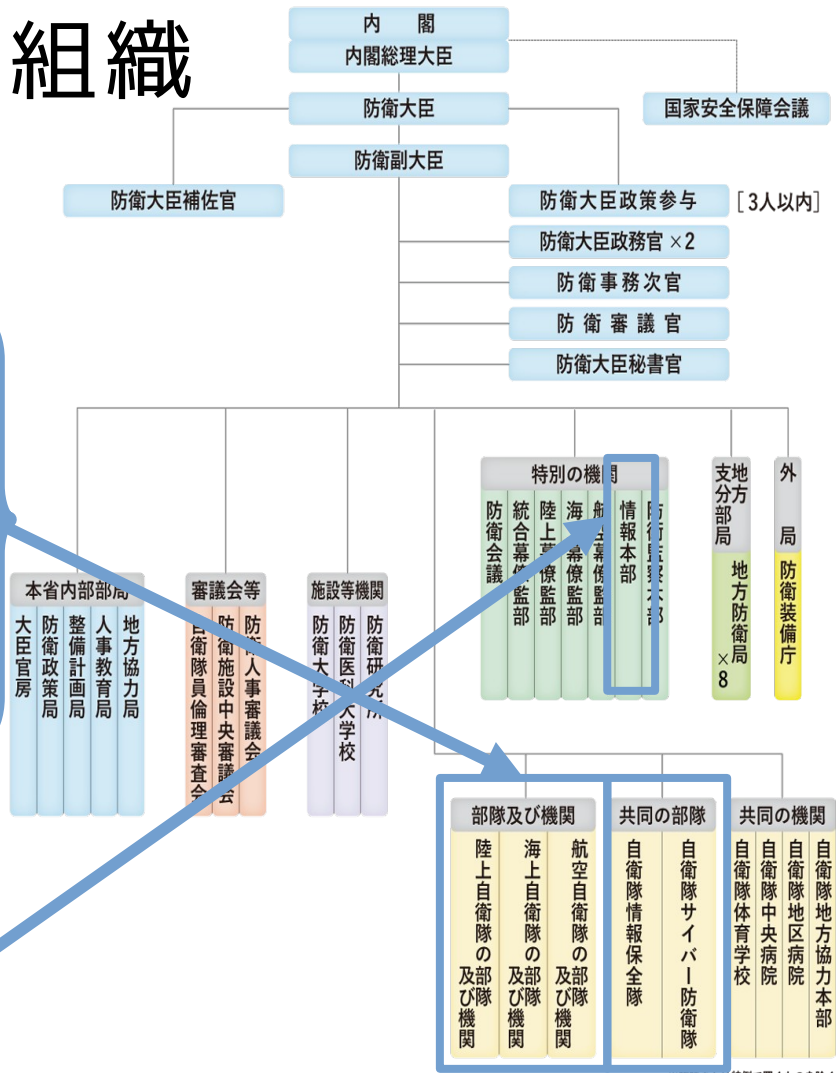 組織
内　閣
内閣総理大臣
国家安全保障会議
防衛大臣
防衛副大臣
防衛大臣補佐官
防衛大臣政策参与
[3人以内]
防衛大臣政務官×2
防衛事務次官
防衛審議官
防衛大臣秘書官
本省内部部局
大臣官房
防衛政策局
整備計画局
人事教育局
地方協力局
審議会等
自衛隊員倫理審査会
防衛施設中央審議会
防衛人事審議会
施設等機関
防衛大学校
防衛医科大学校
防衛研究所
特別の機関
防衛会議
統合幕僚監部
陸上幕僚監部
海上幕僚監部
航空幕僚監部
情報本部
防衛監察本部
地方支分部局
地方防衛局×8
外　局
防衛装備庁
部隊及び機関
陸上自衛隊の部隊及び機関
海上自衛隊の部隊及び機関
航空自衛隊の部隊及び機関
共同の部隊
自衛隊情報保全隊
自衛隊サイバー防衛隊
共同の機関
自衛隊体育学校
自衛隊中央病院
自衛隊地区病院
自衛隊地方協力本部